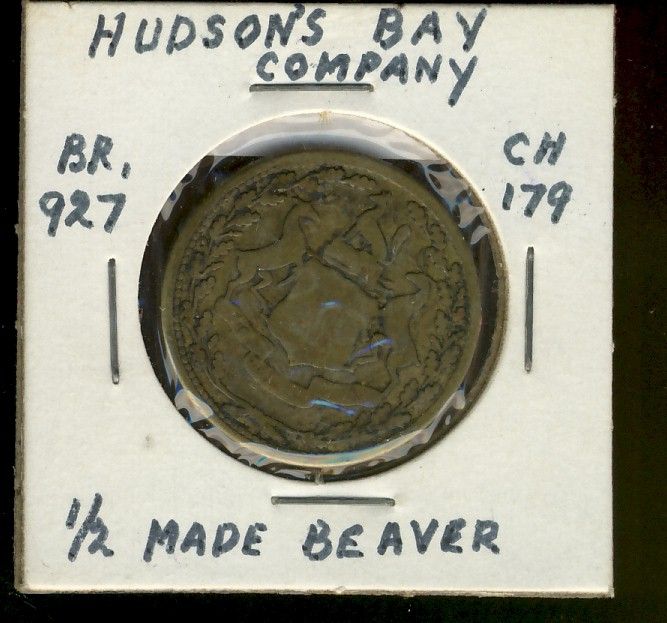 HUDSON'S BAY
COMPANY
BR.
927
CH
179
1/2 MADE BEAVER